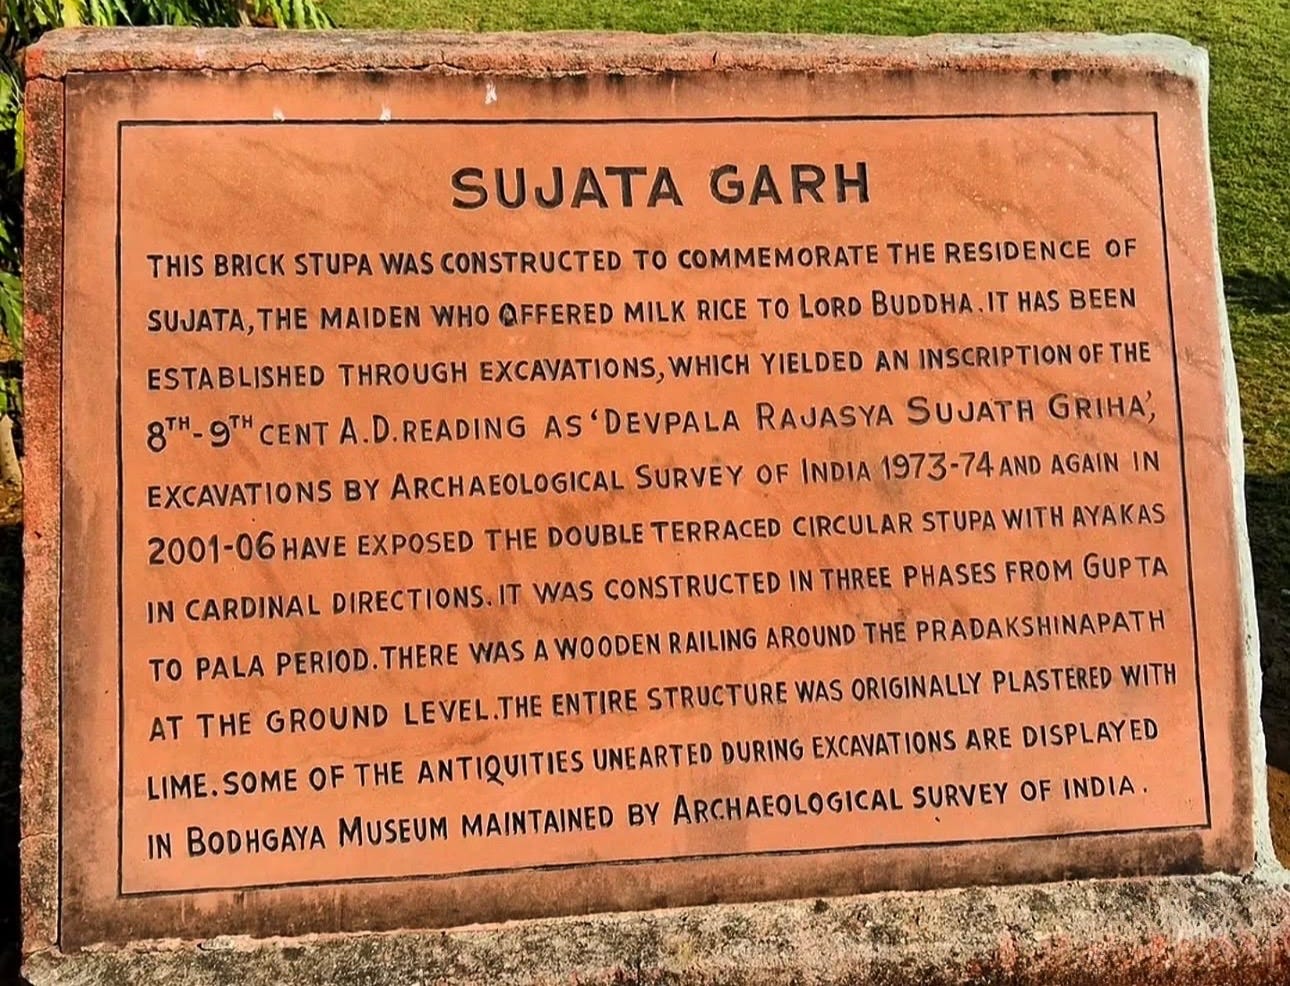 SUJATA GARH
THIS BRICK STUPA WAS CONSTRUCTED TO COMMEMORATE THE RESIDENCE OF
SUJATA, THE MAIDEN WHO OFFERED MILK RICE TO LORD BUDDHA. IT HAS BEEN
ESTABLISHED THROUGH EXCAVATIONS, WHICH YIELDED AN INSCRIPTION OF THE
8TH-9TH CENT A.D. READING AS 'DEVPALA RAJASYA SUJATA GRIHA',
EXCAVATIONS BY ARCHAEOLOGICAL SURVEY OF INDIA 1973-74 AND AGAIN IN
2001-06 HAVE EXPOSED THE DOUBLE TERRACED CIRCULAR STUPA WITH AYAKAS
IN CARDINAL DIRECTIONS. IT WAS CONSTRUCTED IN THREE PHASES FROM GUPTA
TO PALA PERIOD. THERE WAS A WOODEN RAILING AROUND THE PRADAKSHINAPATH
AT THE GROUND LEVEL. THE ENTIRE STRUCTURE WAS ORIGINALLY PLASTERED WITH
LIME. SOME OF THE ANTIQUITIES UNEARTED DURING EXCAVATIONS ARE DISPLAYED
IN BODHGAYA MUSEUM MAINTAINED BY ARCHAEOLOGICAL SURVEY OF INDIA.